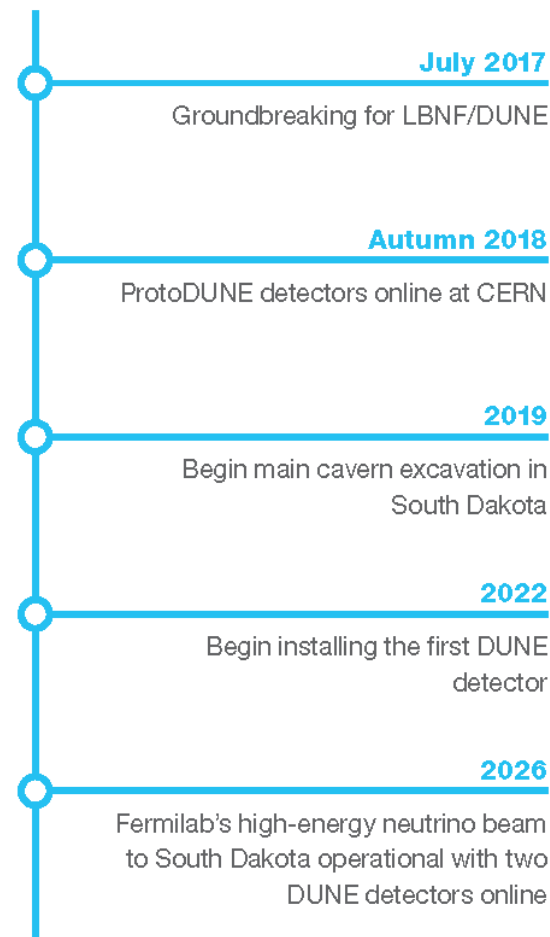 July 2017
Groundbreaking for LBNF/DUNE
Autumn 2018
ProtoDUNE detectors online at CERN
2019
Begin main cavern excavation in
South Dakota
2022
Begin installing the first DUNE
detector
2026
Fermilab’s high-energy neutrino beam
to South Dakota operational with two
DUNE detectors online